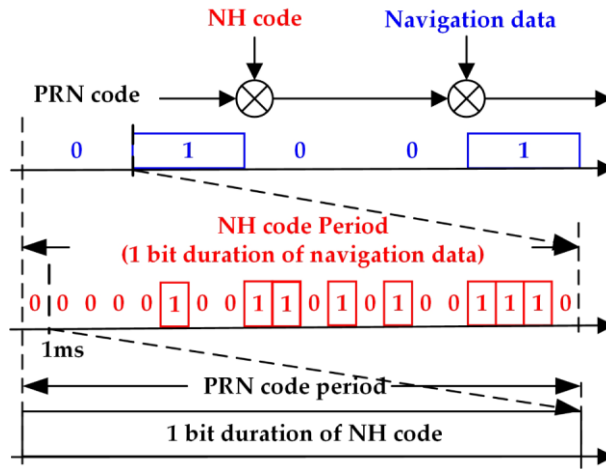 NH code Navigation data
PRN code
0 1 0 0 1
NH code Period
(1 bit duration of navigation data)
0 0 0 0 0 1 0 0 1 1 0 1 0 1 0 0 1 1 1 0
1ms
PRN code period
1 bit duration of NH code